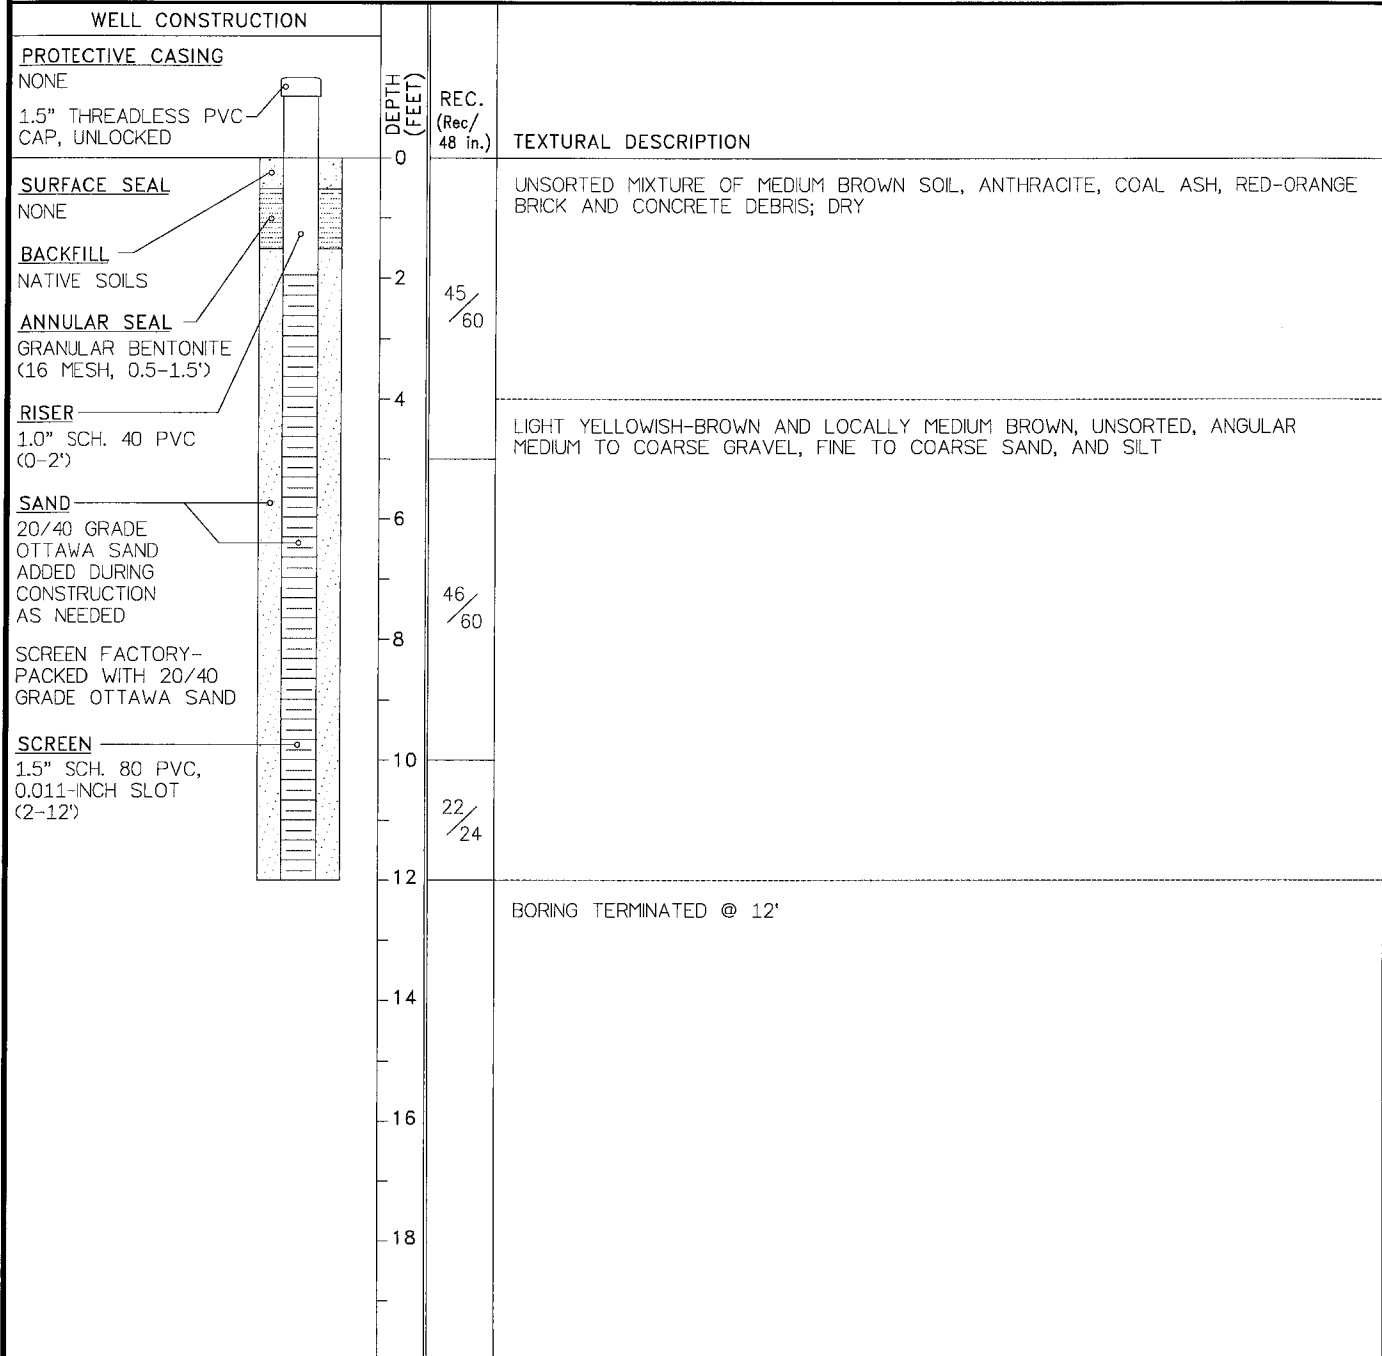 WELL CONSTRUCTION
PROTECTIVE CASING
NONE
1.5" THREADLESS PVC
CAP, UNLOCKED
SURFACE SEAL
NONE
BACKFILL
NATIVE SOILS
ANNULAR SEAL
GRANULAR BENTONITE
(16 MESH, 0.5-1.5')
RISER
1.0" SCH. 40 PVC
(0-2')
SAND
20/40 GRADE
OTTAWA SAND
ADDED DURING
CONSTRUCTION
AS NEEDED
SCREEN FACTORY-
PACKED WITH 20/40
GRADE OTTAWA SAND
SCREEN
1.5" SCH. 80 PVC,
0.011-INCH SLOT
(2-12')
DEPTH
(FEET)
0
2
4
6
8
10
12
14
16
18
REC.
(Rec/
48 in.)
45/60
46/60
22/24
TEXTURAL DESCRIPTION
UNSORTED MIXTURE OF MEDIUM BROWN SOIL, ANTHRACITE, COAL ASH, RED-ORANGE
BRICK AND CONCRETE DEBRIS; DRY
LIGHT YELLOWISH-BROWN AND LOCALLY MEDIUM BROWN, UNSORTED, ANGULAR
MEDIUM TO COARSE GRAVEL, FINE TO COARSE SAND, AND SILT
BORING TERMINATED @ 12'